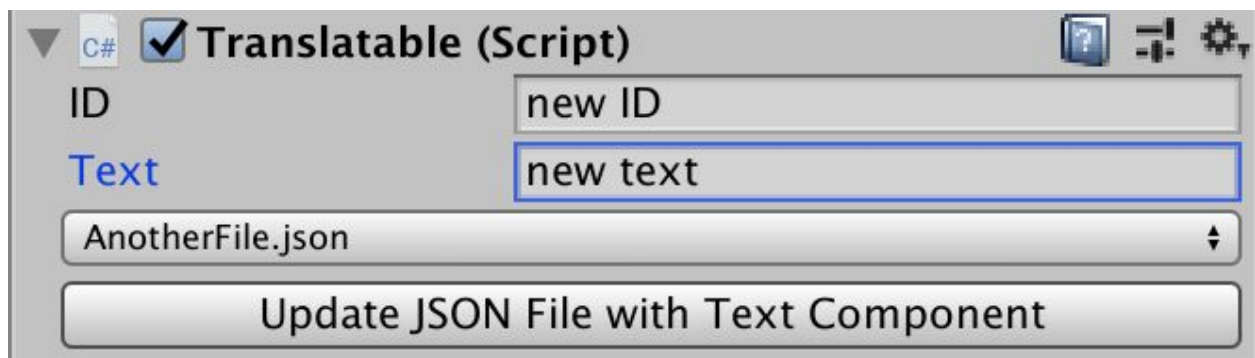 C# Translatable (Script) ?
ID new ID
Text new text
AnotherFile.json
Update JSON File with Text Component